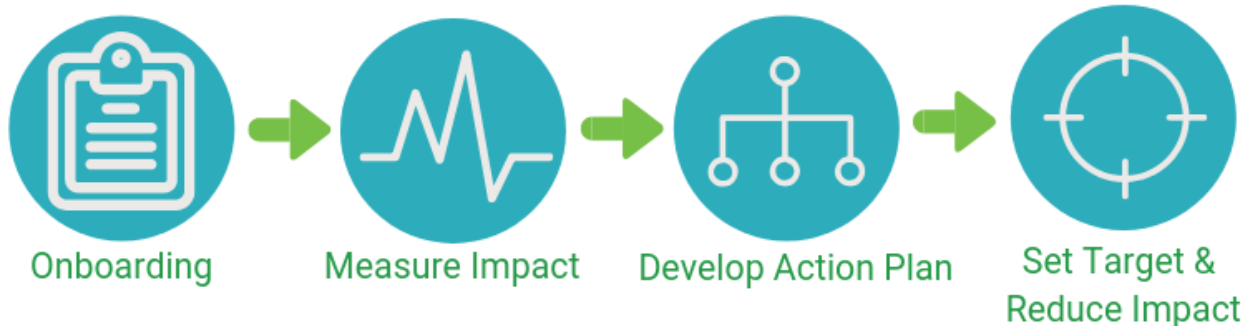 Onboarding
Measure Impact
Develop Action Plan
Set Target &
Reduce Impact